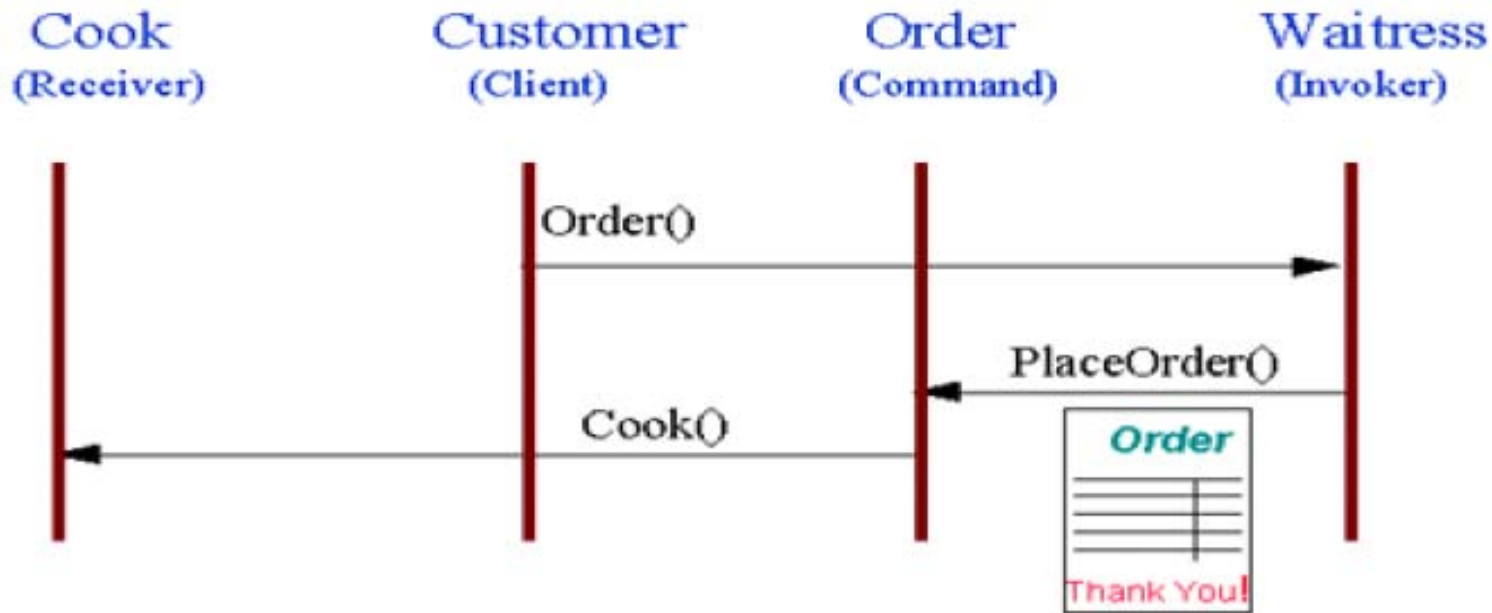 Cook Customer Order Waitress
(Receiver) (Client) (Command) (Invoker)
Order()
PlaceOrder()
Cook()
Order
Thank You!